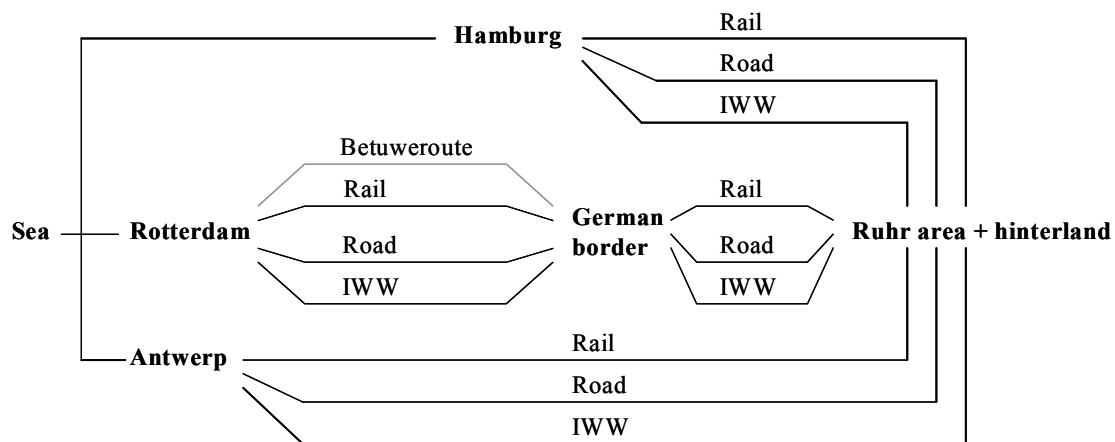 Rail
Hamburg
Road
IWW
Betuweroute
Rail
Rail
German
border
Sea
Rotterdam
Ruhr area + hinterland
Road
Road
IWW
IWW
Rail
Antwerp
Road
IWW